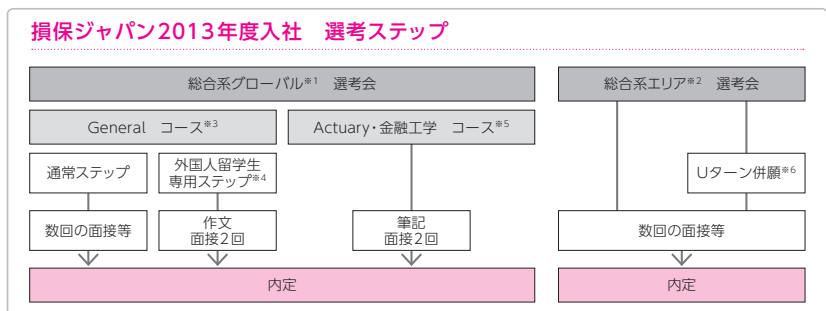 損保ジャパン2013年度入社　選考ステップ
総合系グローバル※1　選考会
総合系エリア※2　選考会
General　コース※3
Actuary・金融工学　コース※5
通常ステップ
外国人留学生
専用ステップ※4
Uターン併願※6
数回の面接等
作文
面接2回
筆記
面接2回
数回の面接等
内定
内定